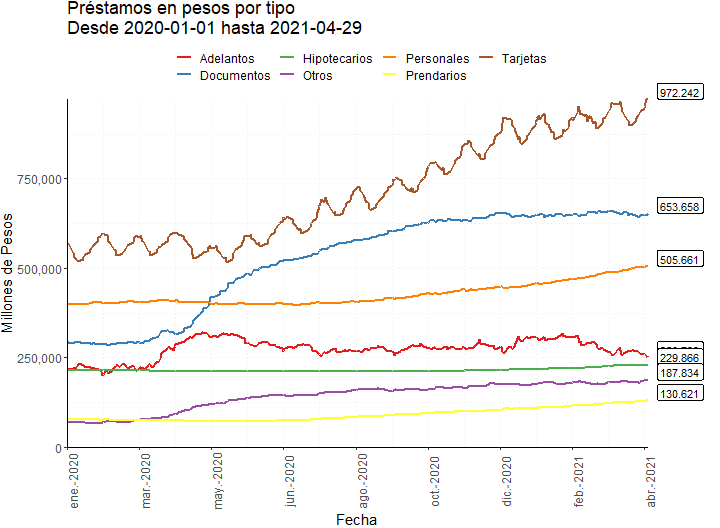 Préstamos en pesos por tipo
Desde 2020-01-01 hasta 2021-04-29
Adelantos
Hipotecarios
Personales
Tarjetas
Documentos
Otros
Prendarios
Millones de Pesos
750,000
500,000
250,000
0
972.242
653.658
505.661
229.866
187.834
130.621
ene.-2020
mar.-2020
may.-2020
jun.-2020
ago.-2020
oct.-2020
dic.-2020
feb.-2021
abr.-2021
Fecha